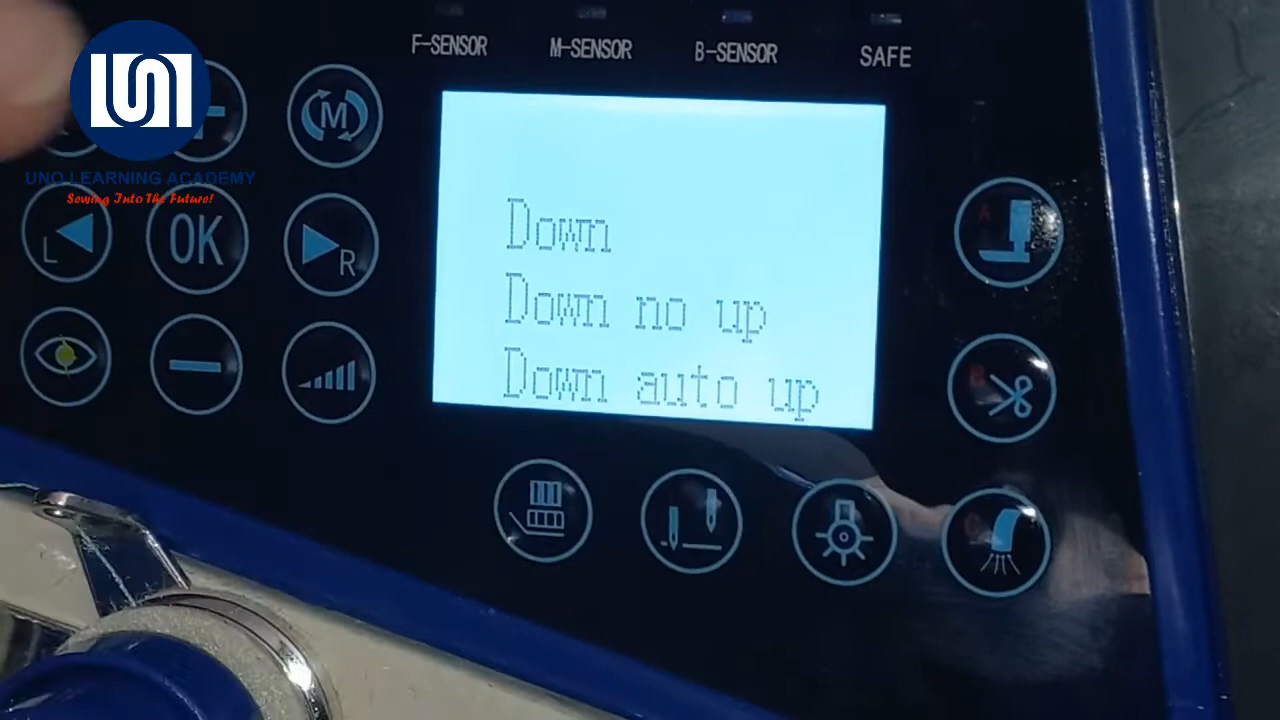 F-SENSOR M-SENSOR B-SENSOR SAFE
UNO
UNO LEARNING ACADEMY
Sewing Into The Future!
M
L OK R
Down
Down no up
Down auto up